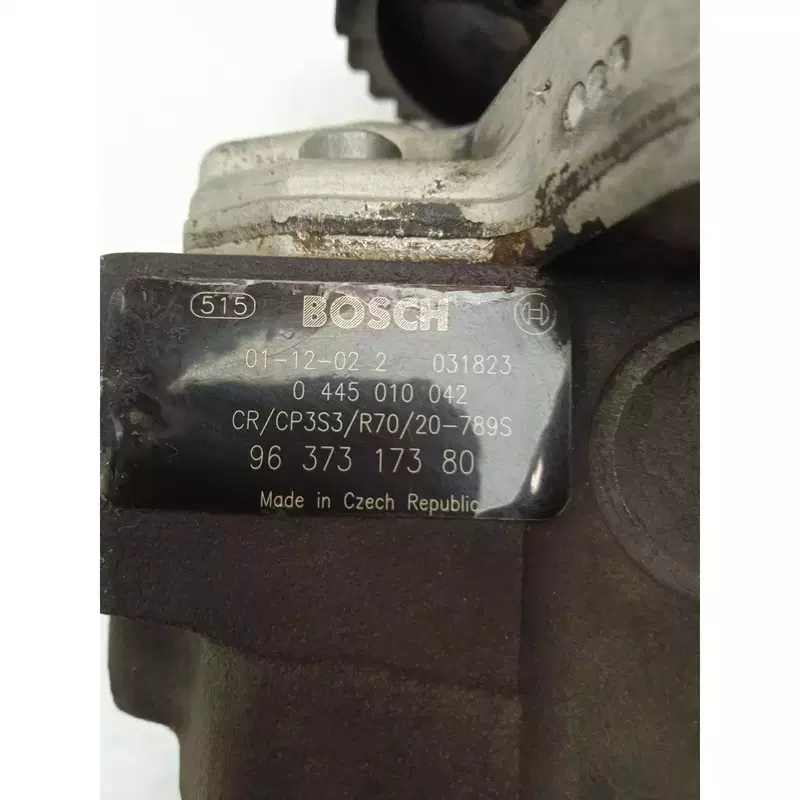 515 BOSCH
01-12-02 2 031823
0 445 010 042
CR/CP3S3/R70/20-789S
96 373 173 80
Made in Czech Republic